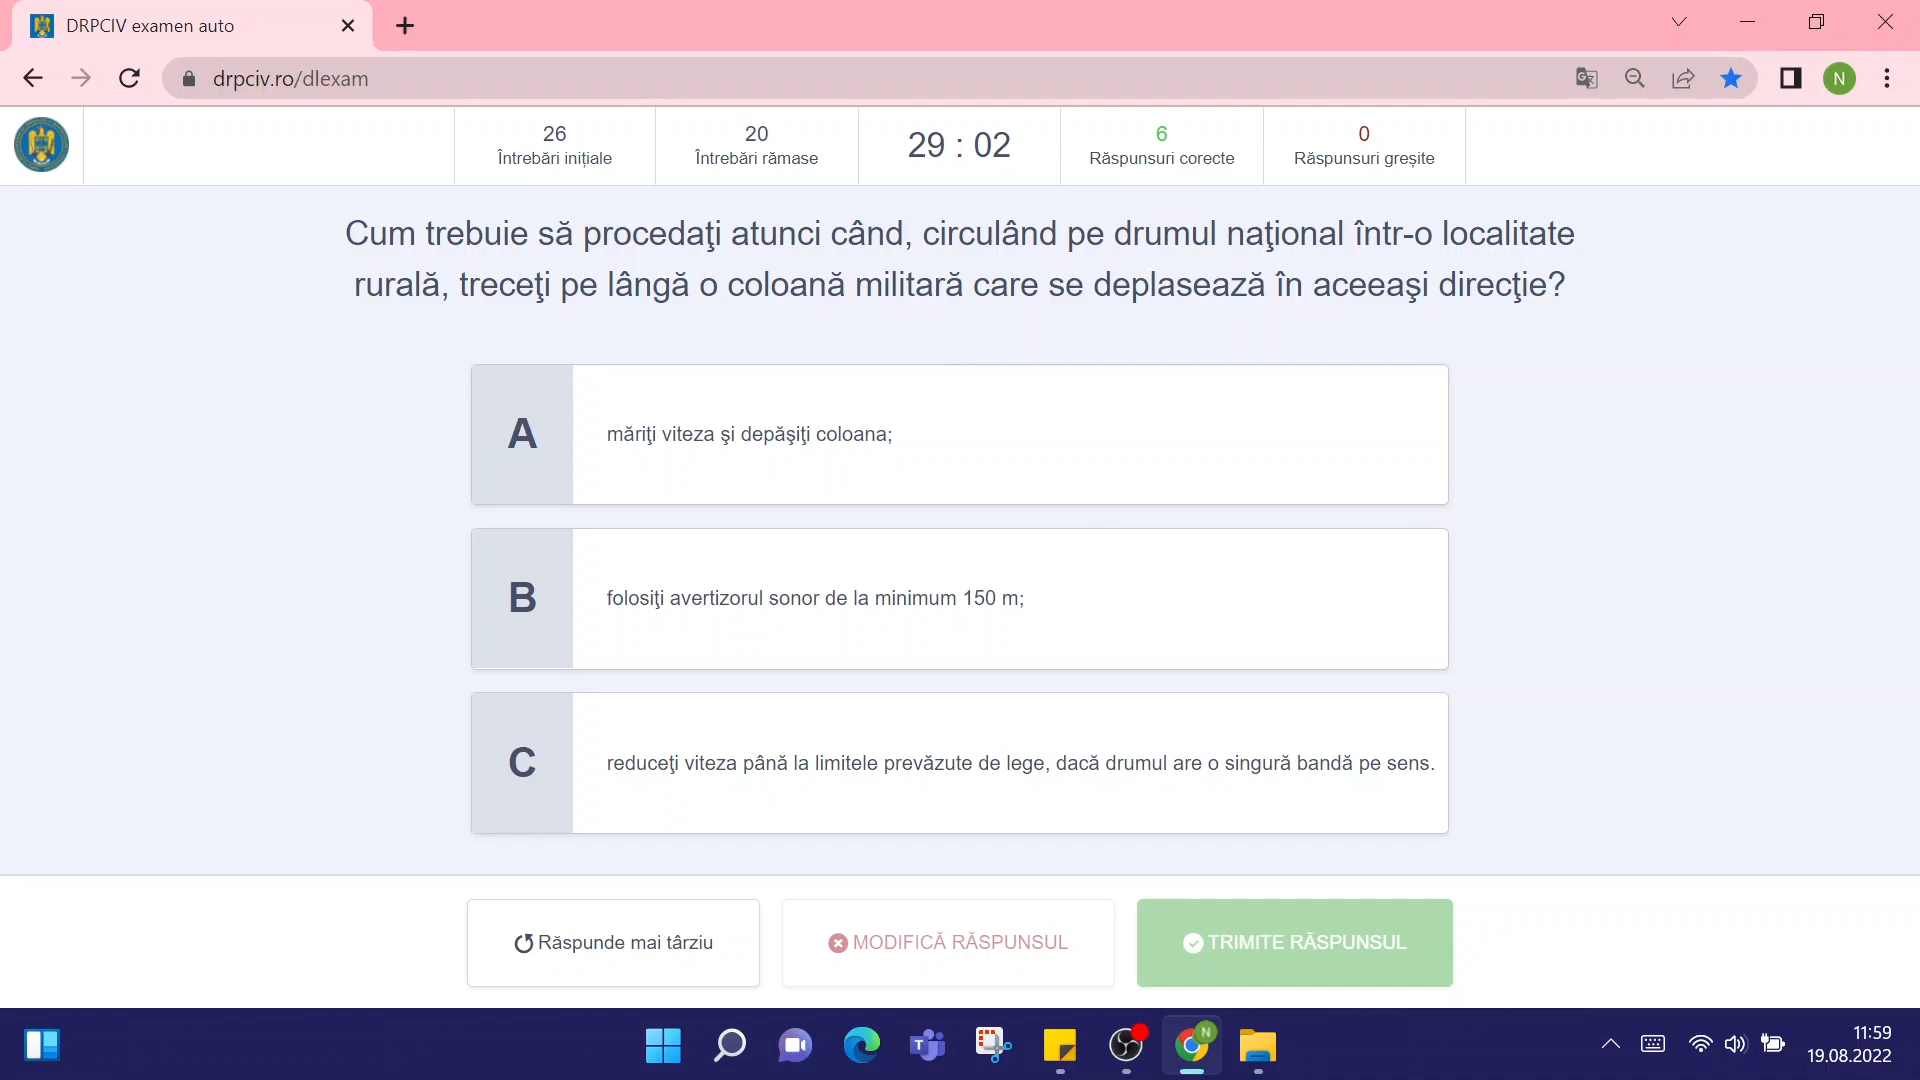 DRPCIV examen auto
drpciv.ro/dlexam
N
26
Întrebări inițiale
20
Întrebări rămase
29 : 02
6
Răspunsuri corecte
0
Răspunsuri greșite
Cum trebuie să procedaţi atunci când, circulând pe drumul naţional într-o localitate
rurală, treceţi pe lângă o coloană militară care se deplasează în aceeaşi direcţie?
A
măriţi viteza şi depăşiţi coloana;
B
folosiţi avertizorul sonor de la minimum 150 m;
C
reduceţi viteza până la limitele prevăzute de lege, dacă drumul are o singură bandă pe sens.
Răspunde mai târziu
MODIFICĂ RĂSPUNSUL
TRIMITE RĂSPUNSUL
N
11:59
19.08.2022